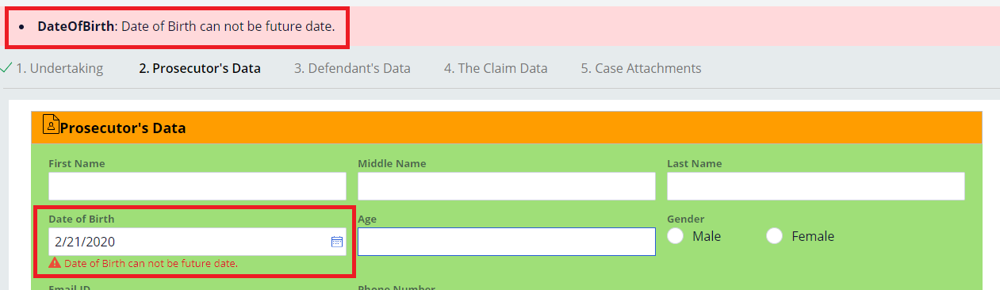 DateOfBirth: Date of Birth can not be future date.
1. Undertaking 2. Prosecutor's Data 3. Defendant's Data 4. The Claim Data 5. Case Attachments
Prosecutor's Data
First Name Middle Name Last Name
Date of Birth Age Gender
2/21/2020 Male Female
Date of Birth can not be future date.
Email ID Phone Number